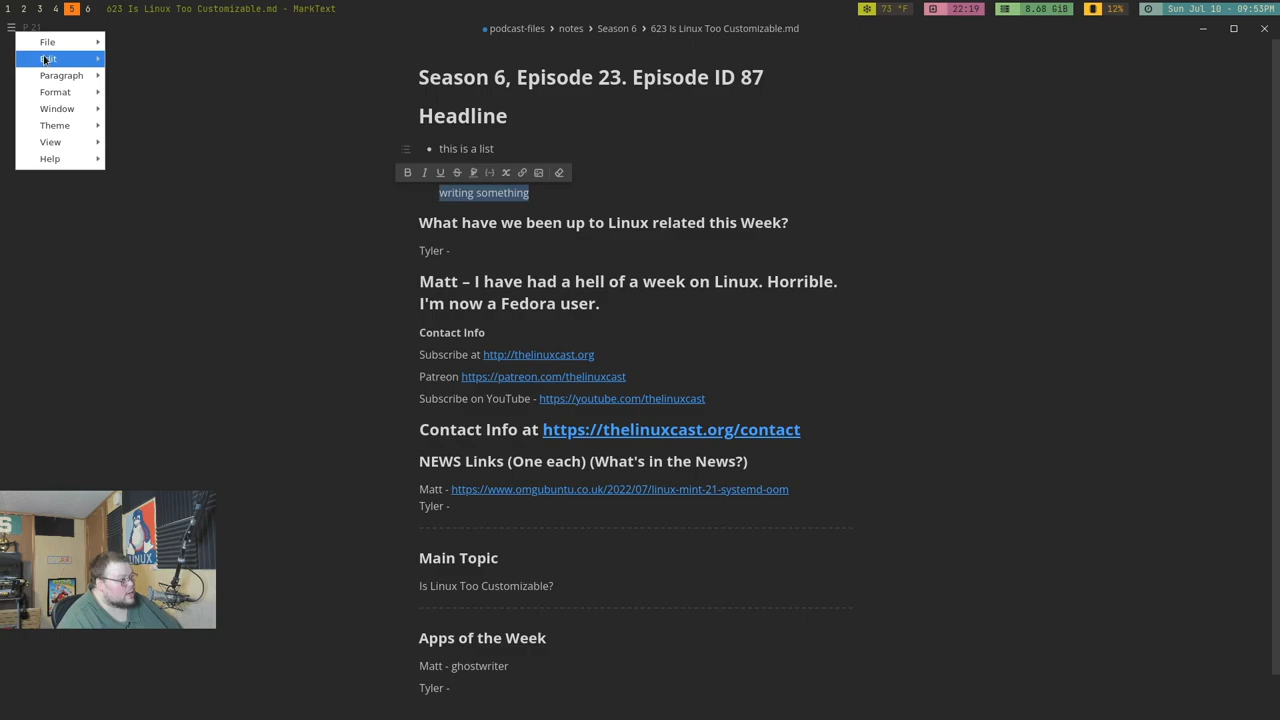 1 2 3 4 5 6 623 Is Linux Too Customizable.md - MarkText
73 °F 22:19 8.68 GiB 12% Sun Jul 10 - 09:53PM
P 21
podcast-files › notes › Season 6 › 623 Is Linux Too Customizable.md
File
Edit
Paragraph
Format
Window
Theme
View
Help
Season 6, Episode 23. Episode ID 87
Headline
• this is a list
writing something
What have we been up to Linux related this Week?
Tyler -
Matt – I have had a hell of a week on Linux. Horrible.
I'm now a Fedora user.
Contact Info
Subscribe at http://thelinuxcast.org
Patreon https://patreon.com/thelinuxcast
Subscribe on YouTube - https://youtube.com/thelinuxcast
Contact Info at https://thelinuxcast.org/contact
NEWS Links (One each) (What's in the News?)
Matt - https://www.omgubuntu.co.uk/2022/07/linux-mint-21-systemd-oom
Tyler -
Main Topic
Is Linux Too Customizable?
Apps of the Week
Matt - ghostwriter
Tyler -
LINUX